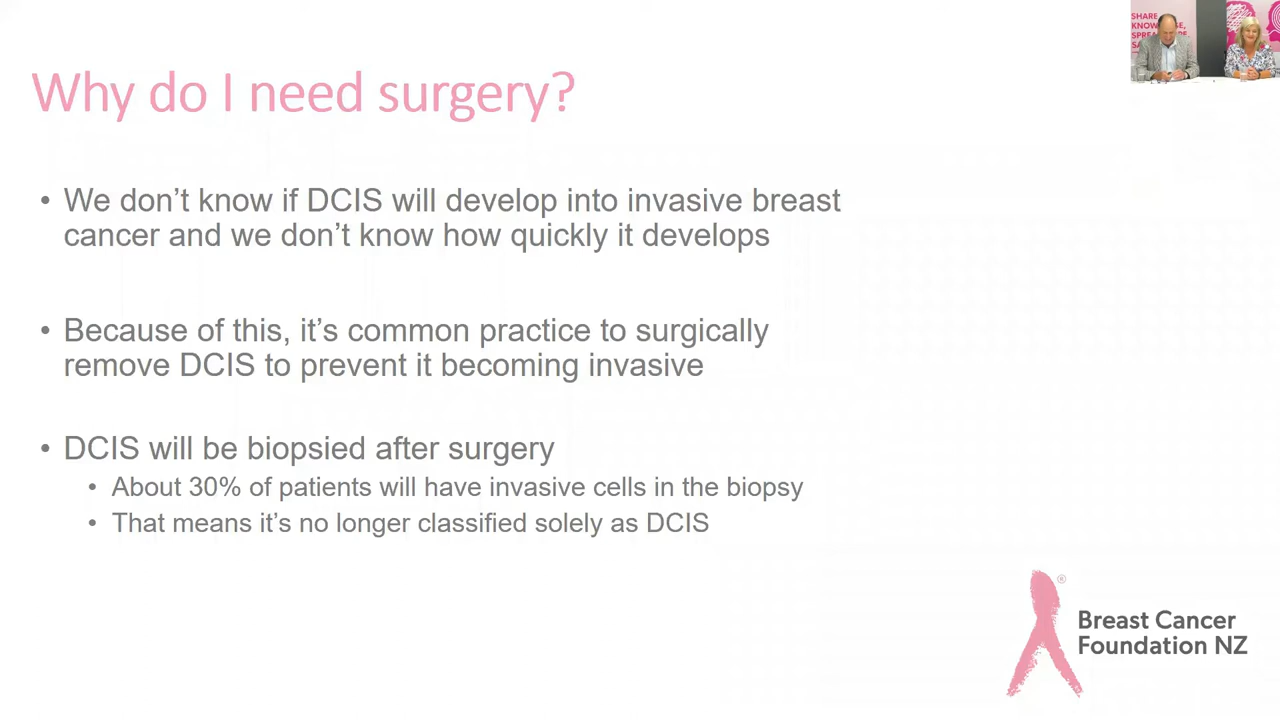 SHARE
Why do I need surgery?
• We don’t know if DCIS will develop into invasive breast
cancer and we don’t know how quickly it develops
• Because of this, it’s common practice to surgically
remove DCIS to prevent it becoming invasive
• DCIS will be biopsied after surgery
• About 30% of patients will have invasive cells in the biopsy
• That means it’s no longer classified solely as DCIS
®
Breast Cancer
Foundation NZ